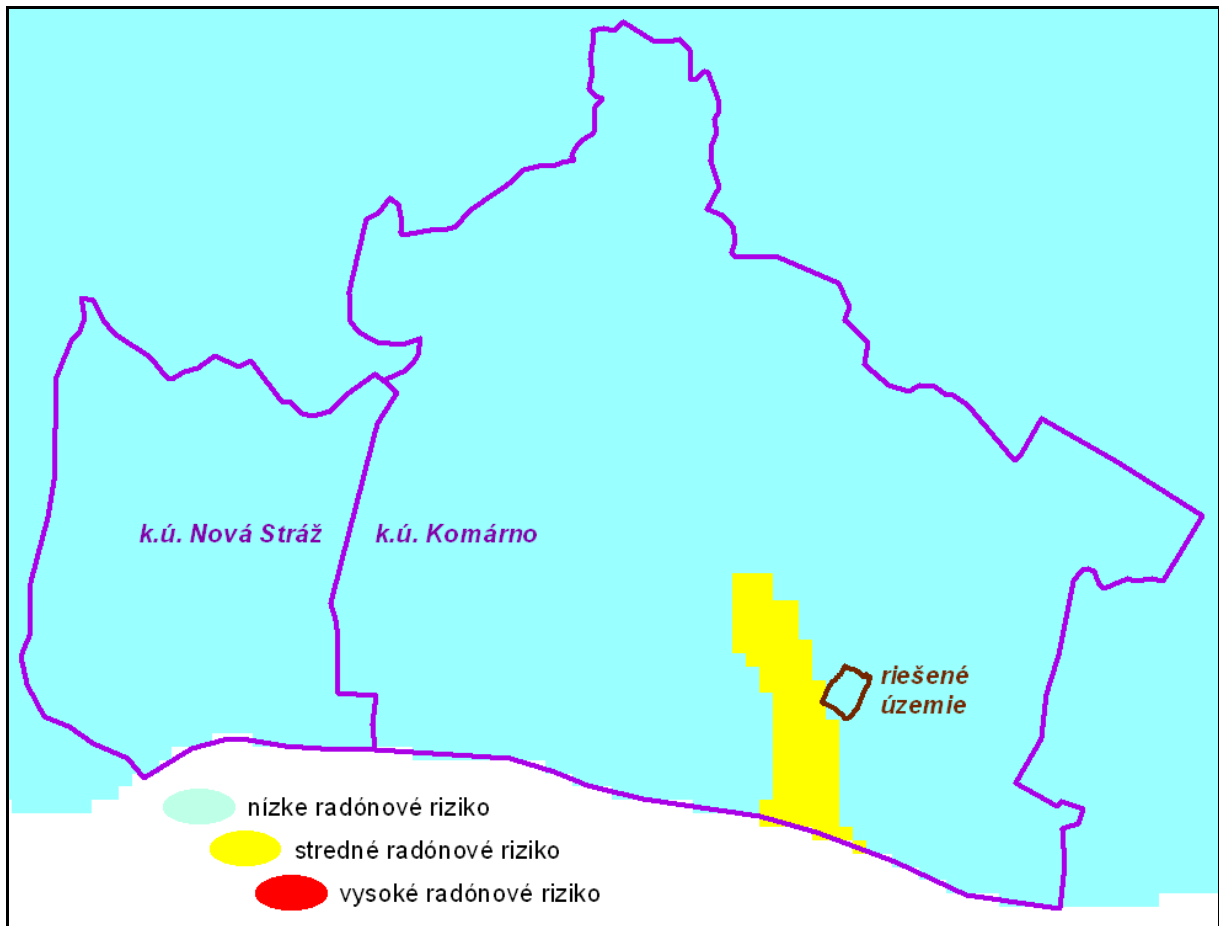 k.ú. Nová Stráž
k.ú. Komárno
riešené
územie
nízke radónové riziko
stredné radónové riziko
vysoké radónové riziko